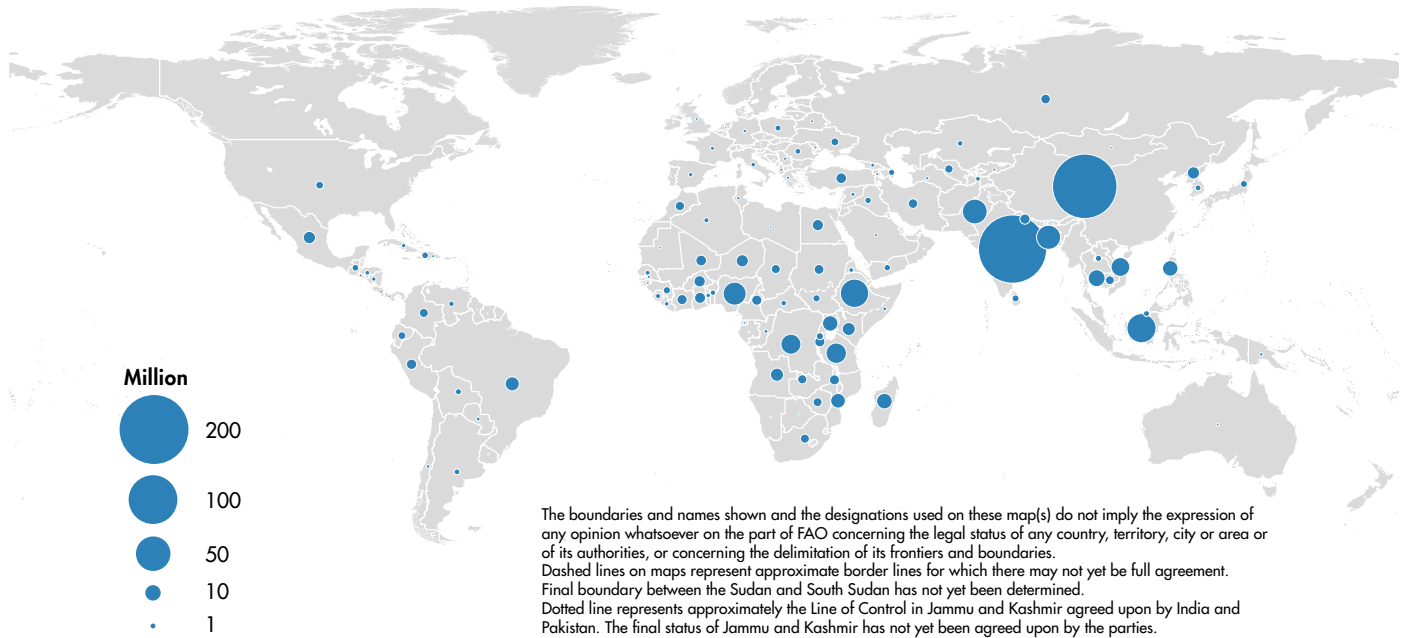 Million
200
100
50
10
1
The boundaries and names shown and the designations used on these map(s) do not imply the expression of
any opinion whatsoever on the part of FAO concerning the legal status of any country, territory, city or area or
of its authorities, or concerning the delimitation of its frontiers and boundaries.
Dashed lines on maps represent approximate border lines for which there may not yet be full agreement.
Final boundary between the Sudan and South Sudan has not yet been determined.
Dotted line represents approximately the Line of Control in Jammu and Kashmir agreed upon by India and
Pakistan. The final status of Jammu and Kashmir has not yet been agreed upon by the parties.